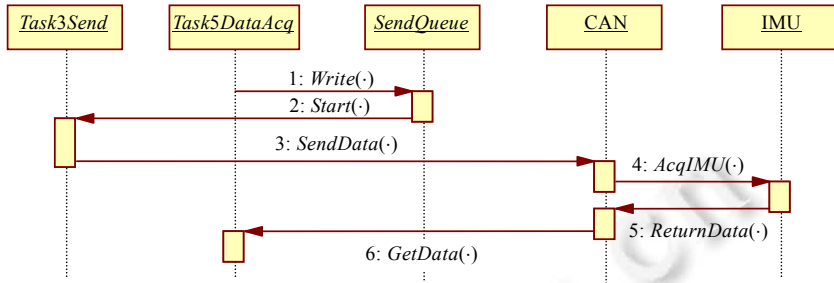 Task3Send Task5DataAcq SendQueue CAN IMU
1: Write(·)
2: Start(·)
3: SendData(·)
4: AcqIMU(·)
5: ReturnData(·)
6: GetData(·)